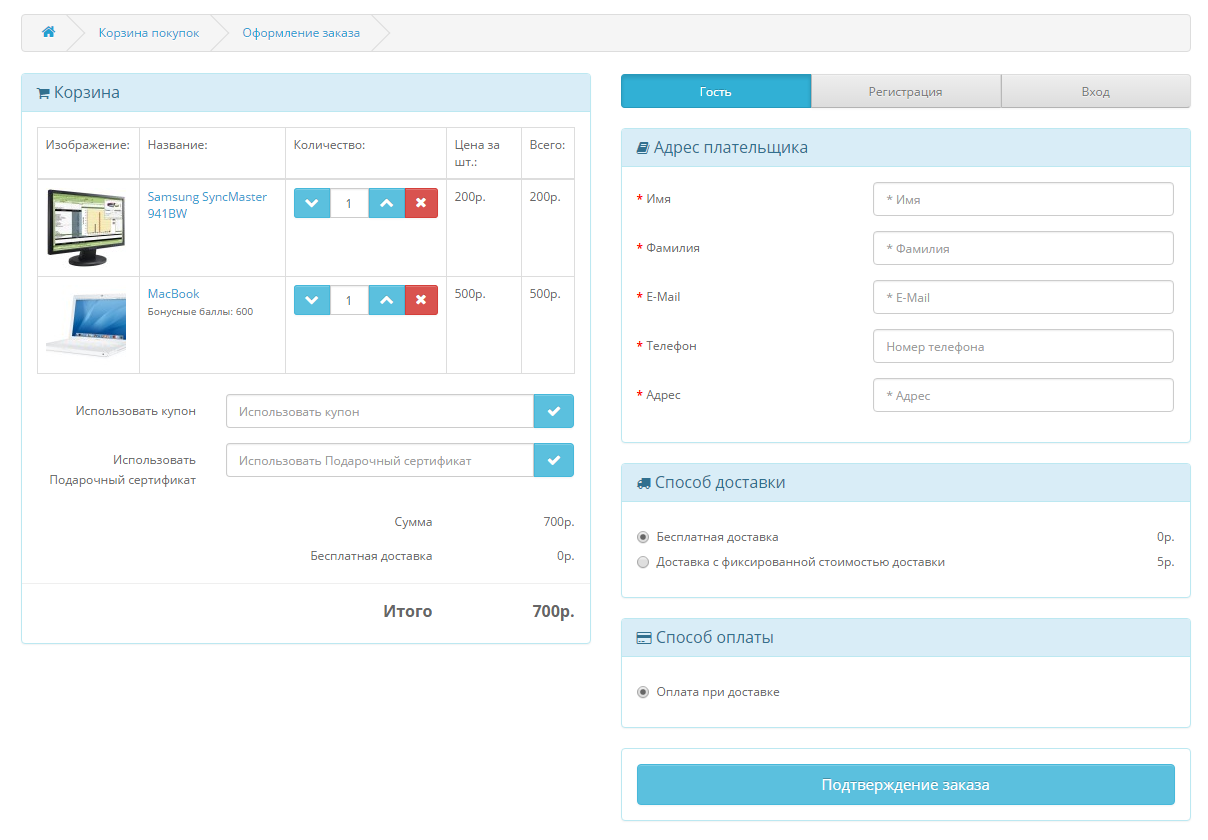 Корзина покупок
Оформление заказа
Корзина
Изображение:
Название:
Количество:
Цена за
шт.:
Всего:
Samsung SyncMaster
941BW
1
200р.
200р.
MacBook
Бонусные баллы: 600
1
500р.
500р.
Использовать купон
Использовать купон
Использовать
Подарочный сертификат
Использовать Подарочный сертификат
Сумма
700р.
Бесплатная доставка
0р.
Итого
700р.
Гость
Регистрация
Вход
Адрес плательщика
* Имя
* Имя
* Фамилия
* Фамилия
* E-Mail
* E-Mail
* Телефон
Номер телефона
* Адрес
* Адрес
Способ доставки
Бесплатная доставка
0р.
Доставка с фиксированной стоимостью доставки
5р.
Способ оплаты
Оплата при доставке
Подтверждение заказа